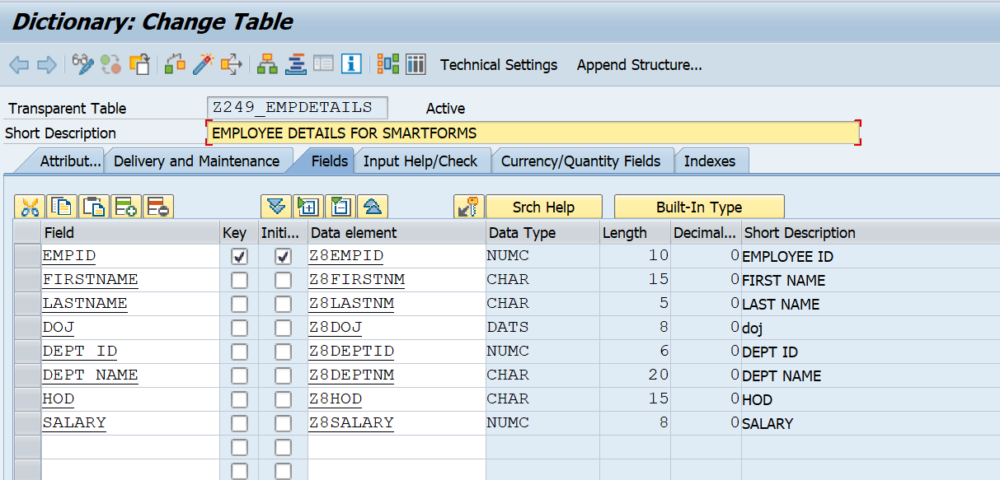 Dictionary: Change Table
Technical Settings Append Structure...
Transparent Table Z249_EMPDETAILS Active
Short Description EMPLOYEE DETAILS FOR SMARTFORMS
Attribut... Delivery and Maintenance Fields Input Help/Check Currency/Quantity Fields Indexes
Srch Help Built-In Type
Field Key Initi... Data element Data Type Length Decimal... Short Description
EMPID Z8EMPID NUMC 10 0 EMPLOYEE ID
FIRSTNAME Z8FIRSTNM CHAR 15 0 FIRST NAME
LASTNAME Z8LASTNM CHAR 5 0 LAST NAME
DOJ Z8DOJ DATS 8 0 doj
DEPT_ID Z8DEPTID NUMC 6 0 DEPT ID
DEPT_NAME Z8DEPTNM CHAR 20 0 DEPT NAME
HOD Z8HOD CHAR 15 0 HOD
SALARY Z8SALARY NUMC 8 0 SALARY